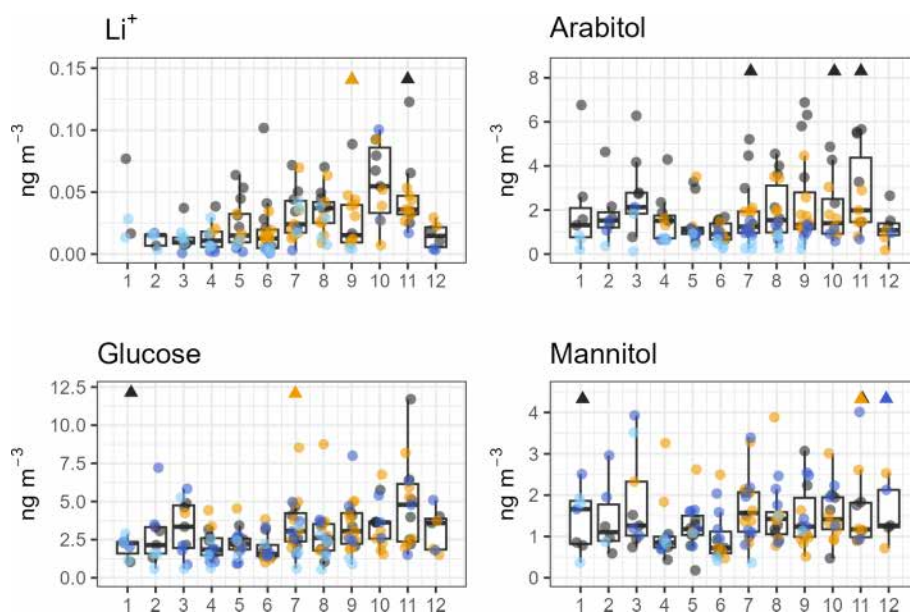 Li⁺
Arabitol
0.15
0.10
0.05
0.00
ng m⁻³
1 2 3 4 5 6 7 8 9 10 11 12
8
6
4
2
0
ng m⁻³
1 2 3 4 5 6 7 8 9 10 11 12
Glucose
Mannitol
12.5
10.0
7.5
5.0
2.5
0.0
ng m⁻³
1 2 3 4 5 6 7 8 9 10 11 12
4
3
2
1
0
ng m⁻³
1 2 3 4 5 6 7 8 9 10 11 12